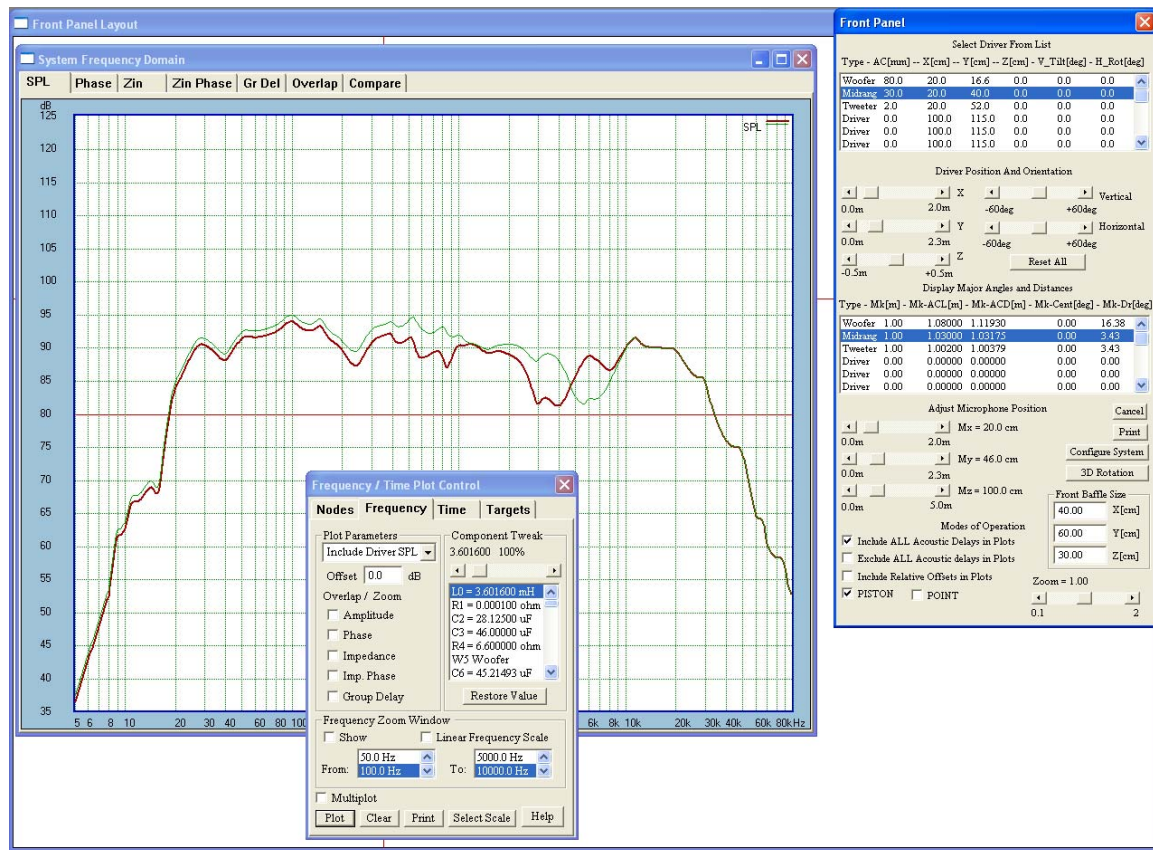 Front Panel Layout
System Frequency Domain
SPL Phase Zin Zin Phase Gr Del Overlap Compare
dB
125
120
115
110
105
100
95
90
85
80
75
70
65
60
55
50
45
40
35
SPL
5 6 8 10 20 30 40 60 80 100
6k 8k 10k 20k 30k 40k 60k 80kHz
Frequency / Time Plot Control
Nodes Frequency Time Targets
Plot Parameters
Include Driver SPL
Offset 0.0 dB
Overlap / Zoom
Amplitude
Phase
Impedance
Imp. Phase
Group Delay
Component Tweak
3.601600 100%
L0 = 3.601600 mH
R1 = 0.000100 ohm
C2 = 28.12500 uF
C3 = 46.00000 uF
R4 = 6.600000 ohm
W5 Woofer
C6 = 45.21493 uF
Restore Value
Frequency Zoom Window
Show Linear Frequency Scale
From: 50.0 Hz To: 5000.0 Hz
100.0 Hz 10000.0 Hz
Multiplot
Plot Clear Print Select Scale Help
Front Panel
Select Driver From List
Type - AC[mm] -- X[cm] -- Y[cm] -- Z[cm] - V_Tilt[deg] - H_Rot[deg]
Woofer 80.0 20.0 16.6 0.0 0.0 0.0
Midrang 30.0 20.0 40.0 0.0 0.0 0.0
Tweeter 2.0 20.0 52.0 0.0 0.0 0.0
Driver 0.0 100.0 115.0 0.0 0.0 0.0
Driver 0.0 100.0 115.0 0.0 0.0 0.0
Driver 0.0 100.0 115.0 0.0 0.0 0.0
Driver Position And Orientation
X Vertical
0.0m 2.0m -60deg +60deg
Y Horizontal
0.0m 2.3m -60deg +60deg
Z Reset All
-0.5m +0.5m
Display Major Angles and Distances
Type - Mk[m] - Mk-ACL[m] - Mk-ACD[m] - Mk-Cent[deg] - Mk-Dr[deg]
Woofer 1.00 1.08000 1.11930 0.00 16.38
Midrang 1.00 1.03000 1.03175 0.00 3.43
Tweeter 1.00 1.00200 1.00379 0.00 3.43
Driver 0.00 0.00000 0.00000 0.00 0.00
Driver 0.00 0.00000 0.00000 0.00 0.00
Driver 0.00 0.00000 0.00000 0.00 0.00
Adjust Microphone Position
Mx = 20.0 cm
0.0m 2.0m
My = 46.0 cm
0.0m 2.3m
Mz = 100.0 cm
0.0m 5.0m
Cancel
Print
Configure System
3D Rotation
Modes of Operation
Include ALL Acoustic Delays in Plots
Exclude ALL Acoustic delays in Plots
Include Relative Offsets in Plots
PISTON POINT
Front Baffle Size
40.00 X[cm]
60.00 Y[cm]
30.00 Z[cm]
Zoom = 1.00
0.1 2